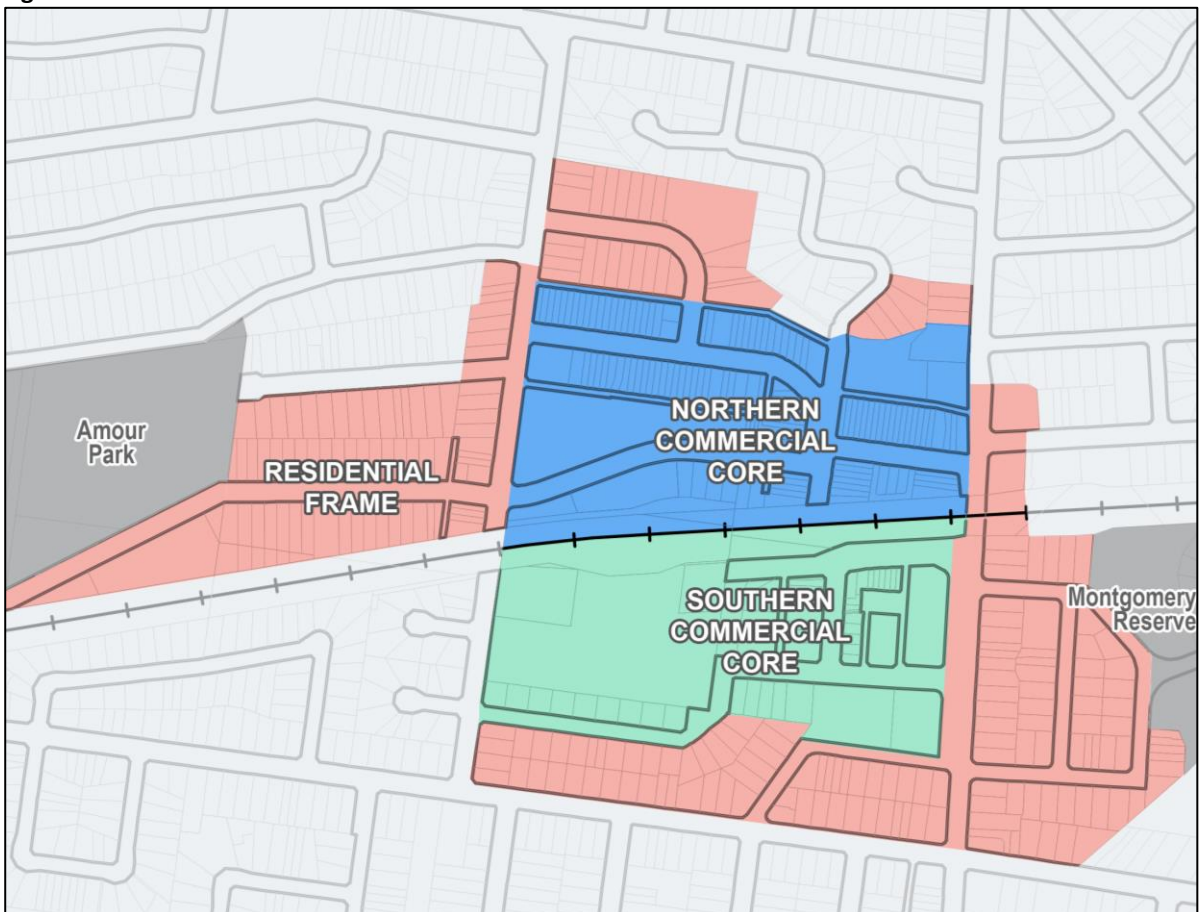 Amour
Park
RESIDENTIAL
FRAME
NORTHERN
COMMERCIAL
CORE
SOUTHERN
COMMERCIAL
CORE
Montgomery
Reserve